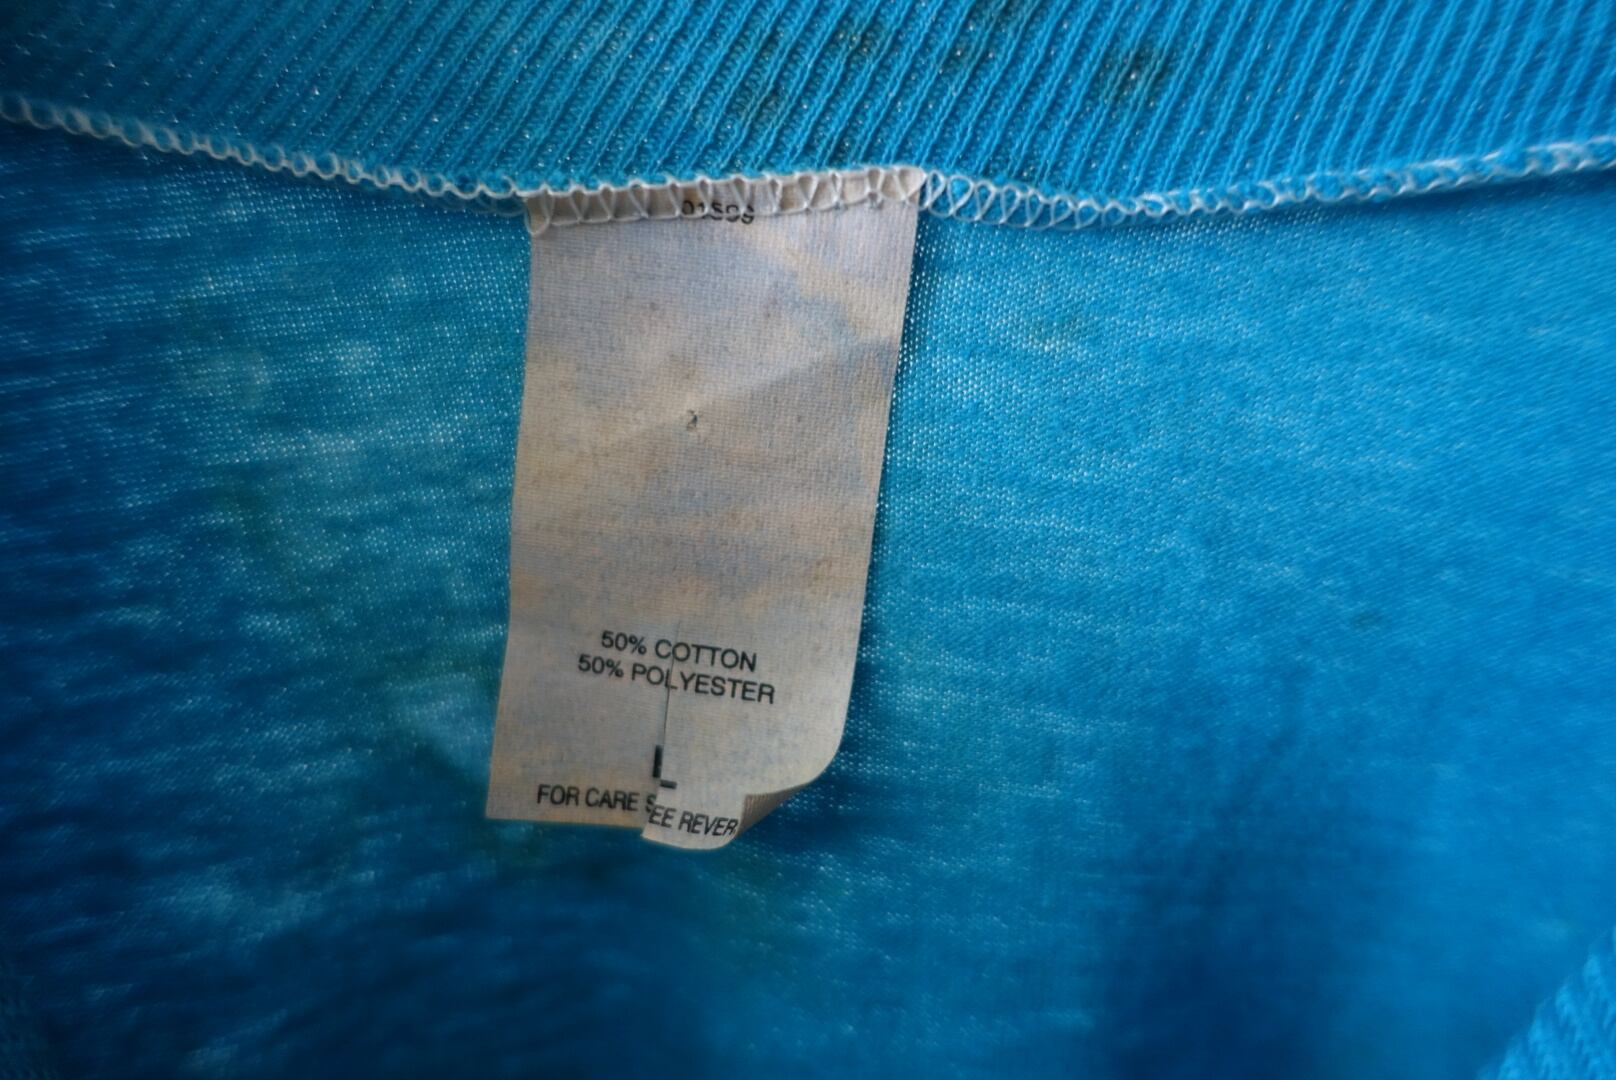 50% COTTON
50% POLYESTER
L
FOR CARE SEE REVER